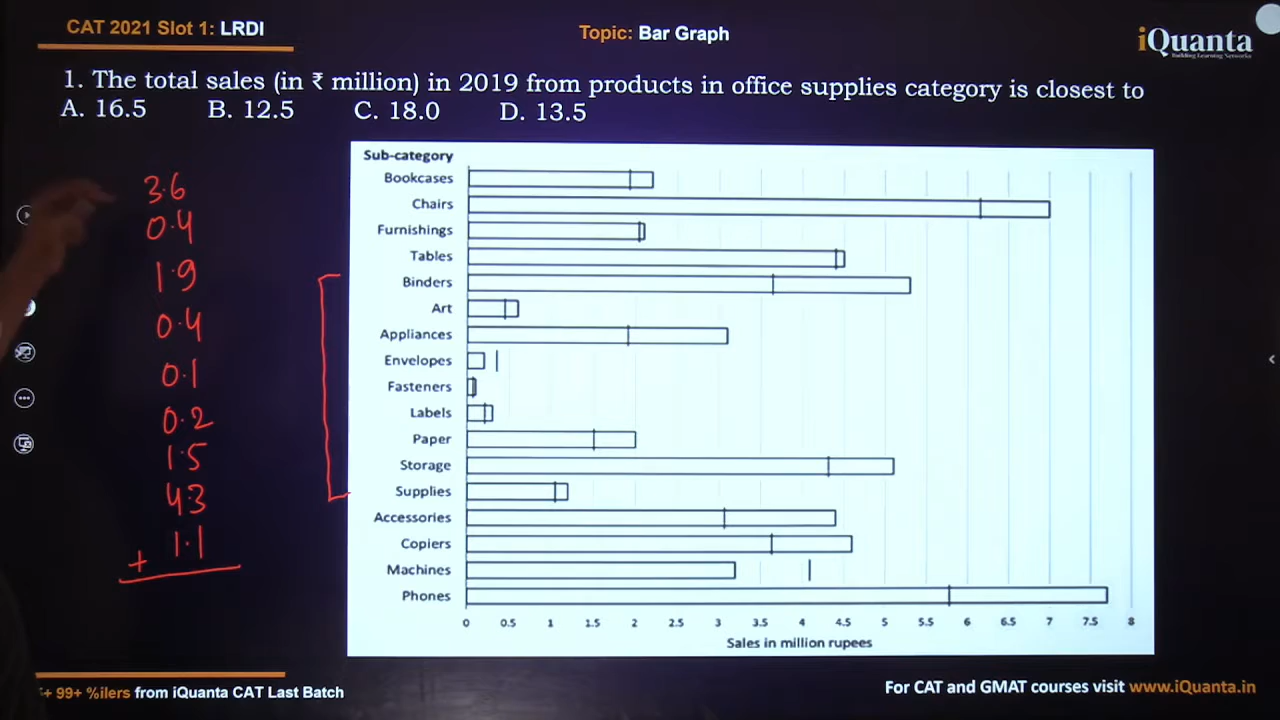 CAT 2021 Slot 1: LRDI
Topic: Bar Graph
iQuanta
Building Learning Networks
1. The total sales (in ₹ million) in 2019 from products in office supplies category is closest to
A. 16.5 B. 12.5 C. 18.0 D. 13.5
3.6
0.4
1.9
0.4
0.1
0.2
1.5
4.3
+ 1.1
Sub-category
Bookcases
Chairs
Furnishings
Tables
Binders
Art
Appliances
Envelopes
Fasteners
Labels
Paper
Storage
Supplies
Accessories
Copiers
Machines
Phones
0 0.5 1 1.5 2 2.5 3 3.5 4 4.5 5 5.5 6 6.5 7 7.5 8
Sales in million rupees
+ 99+ %ilers from iQuanta CAT Last Batch
For CAT and GMAT courses visit www.iQuanta.in